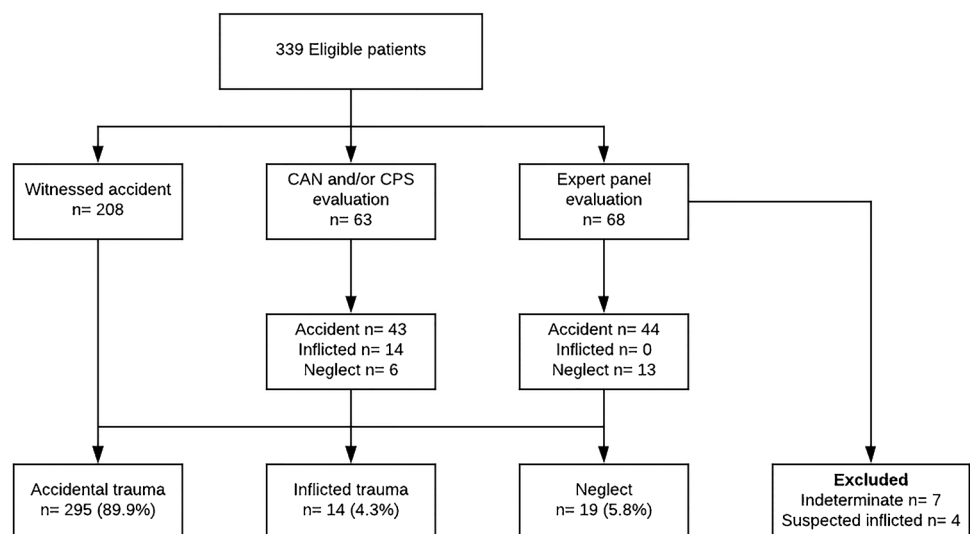 339 Eligible patients
Witnessed accident
n= 208
CAN and/or CPS
evaluation
n= 63
Expert panel
evaluation
n= 68
Accident n= 43
Inflicted n= 14
Neglect n= 6
Accident n= 44
Inflicted n= 0
Neglect n= 13
Accidental trauma
n= 295 (89.9%)
Inflicted trauma
n= 14 (4.3%)
Neglect
n= 19 (5.8%)
Excluded
Indeterminate n= 7
Suspected inflicted n= 4